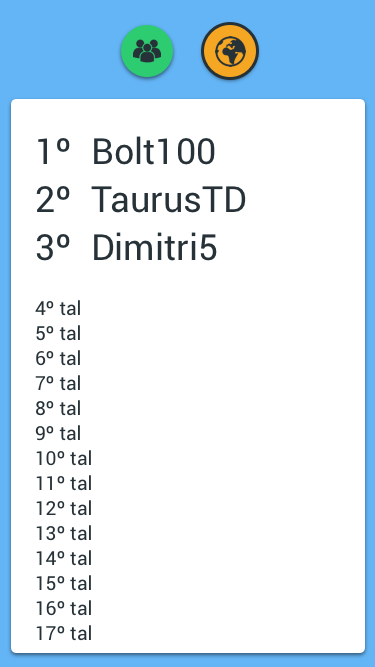 1º Bolt100
2º TaurusTD
3º Dimitri5
4º tal
5º tal
6º tal
7º tal
8º tal
9º tal
10º tal
11º tal
12º tal
13º tal
14º tal
15º tal
16º tal
17º tal